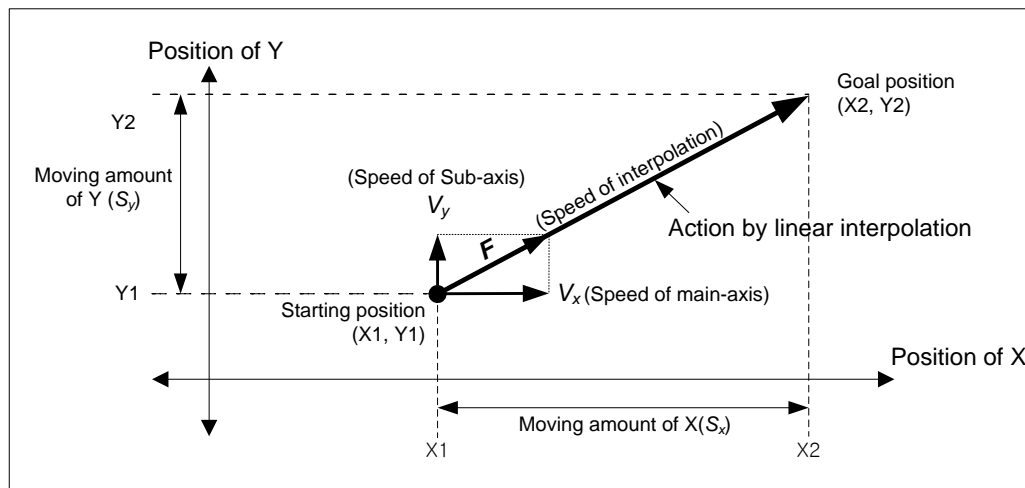 Position of Y
Goal position
(X2, Y2)
Y2
Moving amount
of Y (Sy)
(Speed of Sub-axis)
Vy
(Speed of interpolation)
F
Action by linear interpolation
Y1
Starting position
(X1, Y1)
Vx (Speed of main-axis)
Position of X
Moving amount of X(Sx)
X1
X2